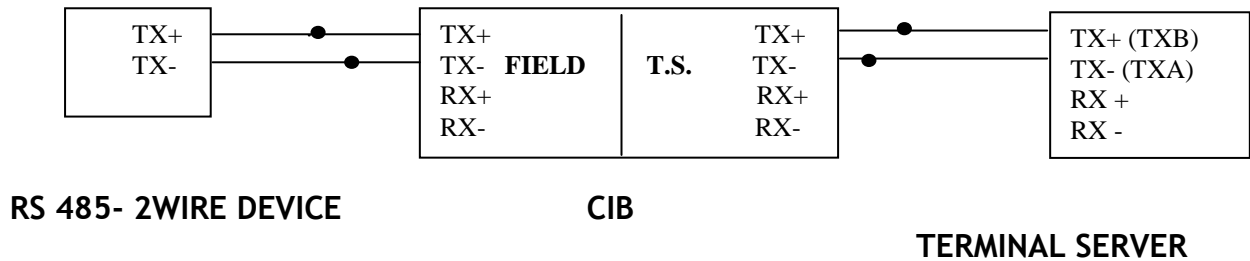 TX+
TX-
TX+
TX- FIELD
RX+
RX-
T.S.
TX+
TX-
RX+
RX-
TX+ (TXB)
TX- (TXA)
RX +
RX -
RS 485- 2WIRE DEVICE
CIB
TERMINAL SERVER